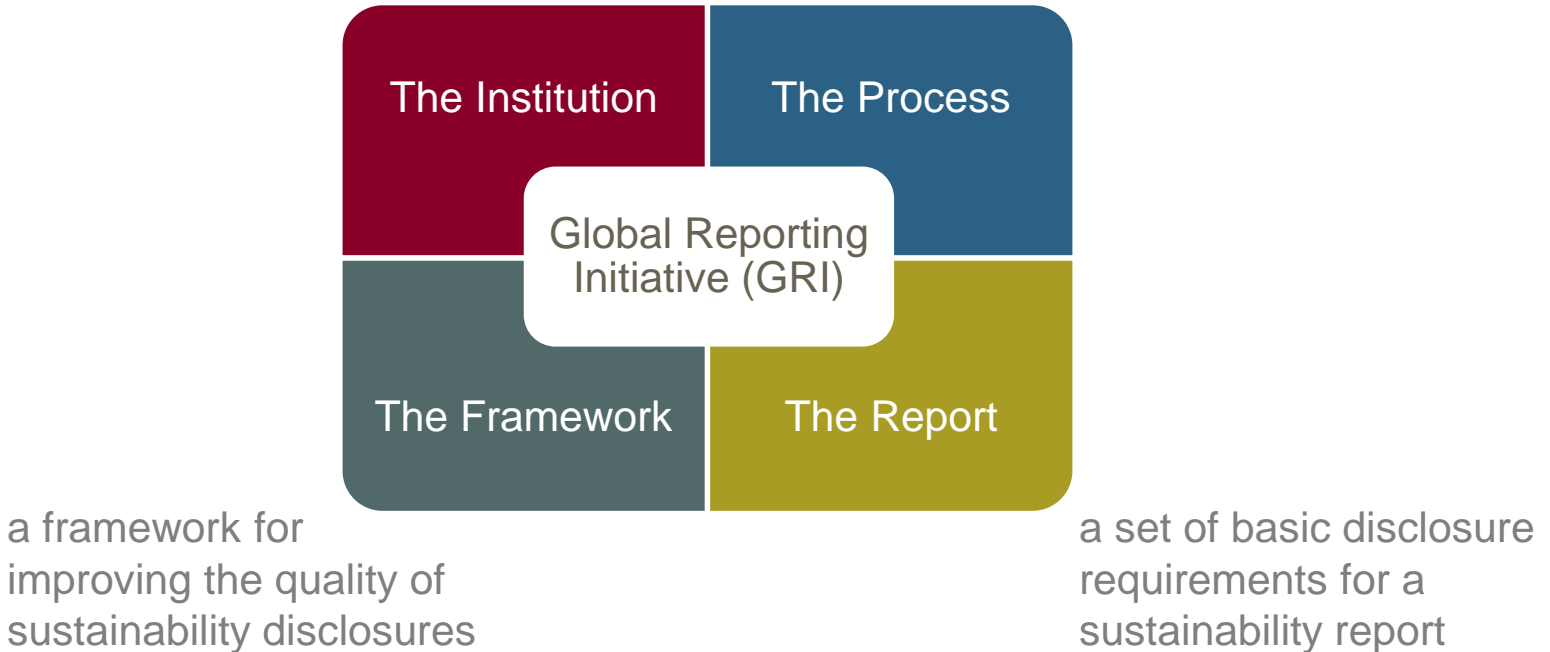 The Institution
The Process
Global Reporting
Initiative (GRI)
The Framework
The Report
a framework for
improving the quality of
sustainability disclosures
a set of basic disclosure
requirements for a
sustainability report